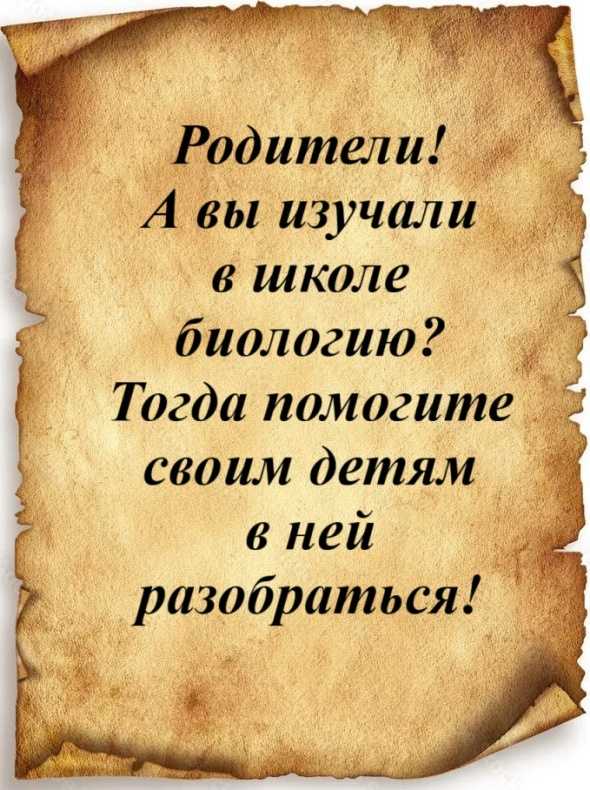 Родители!
А вы изучали
в школе
биологию?
Тогда помогите
своим детям
в ней
разобраться!